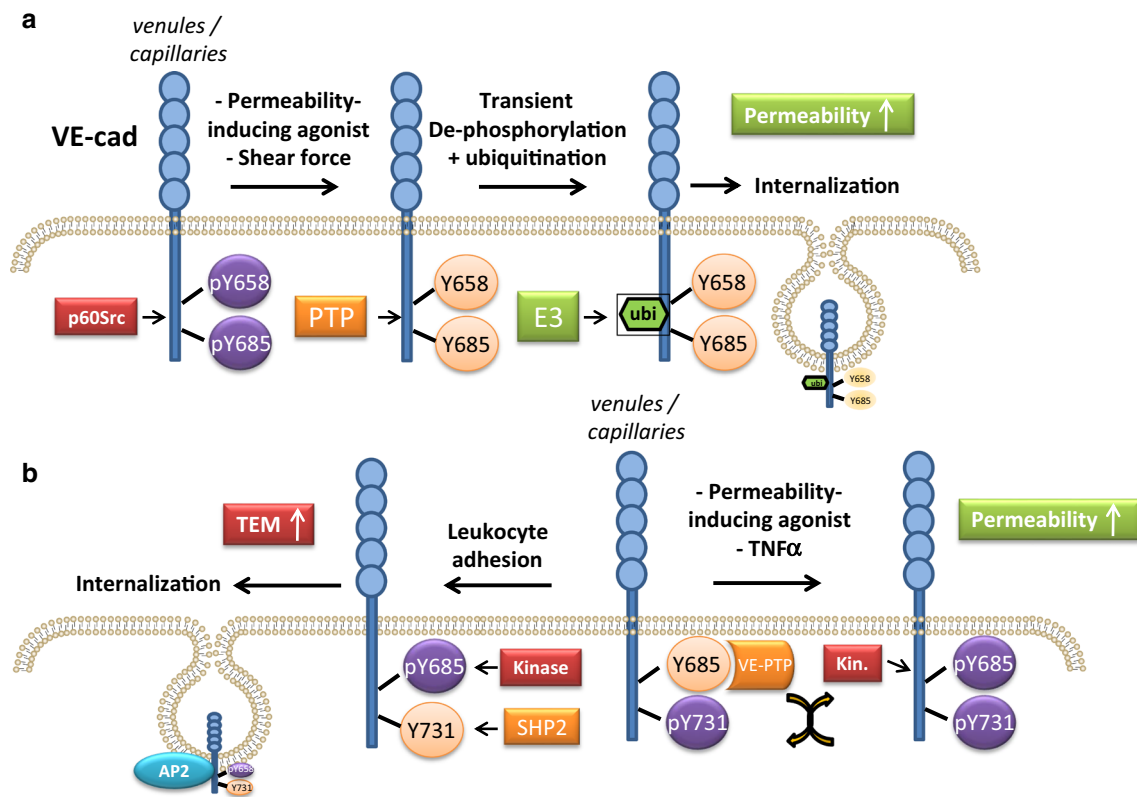 a
venules /
capillaries
VE-cad
- Permeability-
inducing agonist
- Shear force
Transient
De-phosphorylation
+ ubiquitination
Permeability ↑
Internalization
p60Src
pY658
pY685
PTP
Y658
Y685
E3
ubi
Y658
Y685
ubi
Y658
Y685
b
venules /
capillaries
TEM ↑
Leukocyte
adhesion
- Permeability-
inducing agonist
- TNFα
Permeability ↑
Internalization
pY685
Kinase
Y731
SHP2
Y685
VE-PTP
pY731
Kin.
pY685
pY731
AP2
pY658
Y731